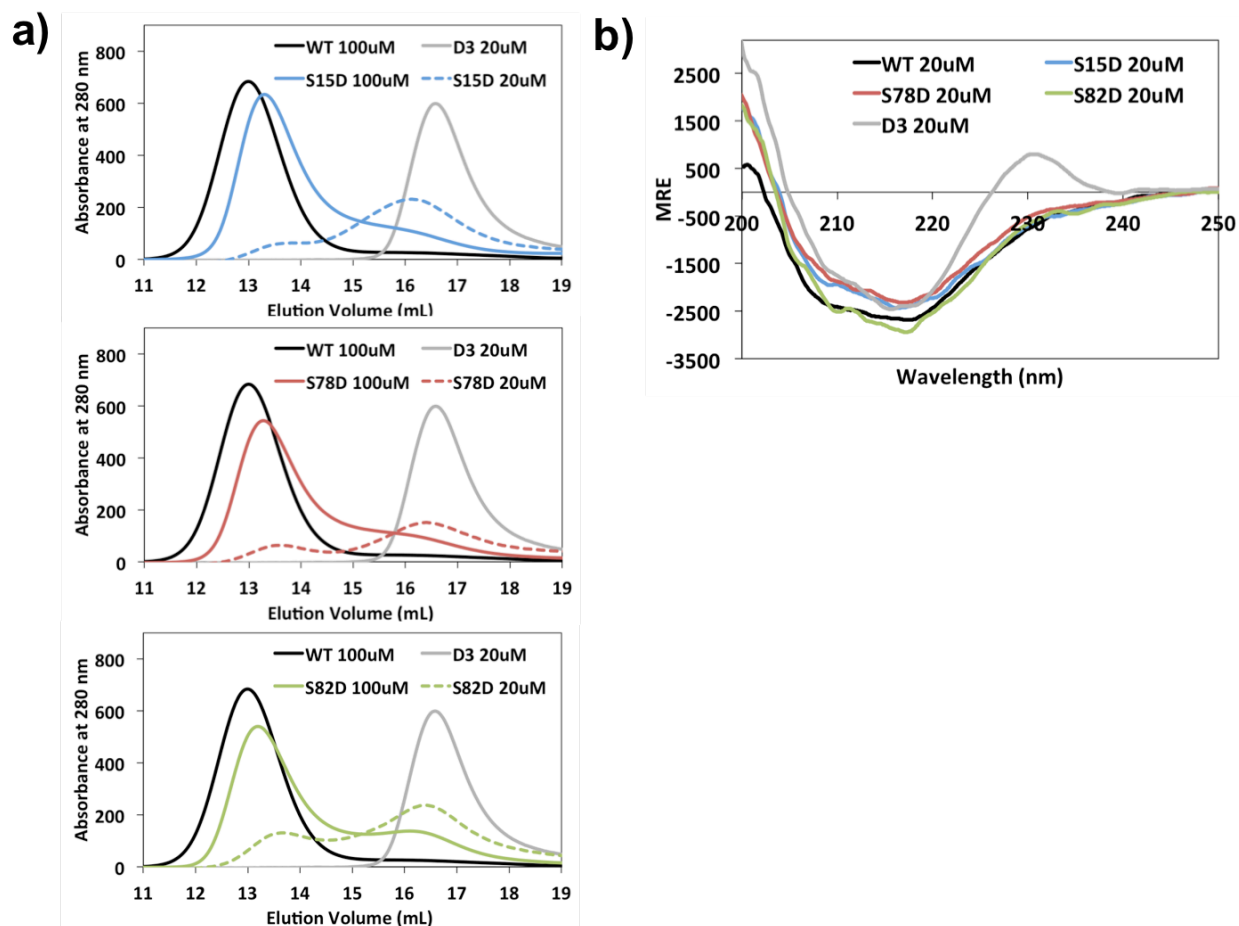 a)
Absorbance at 280 nm
800
600
400
200
0
WT 100uM D3 20uM
S15D 100uM S15D 20uM
11 12 13 14 15 16 17 18 19
Elution Volume (mL)
Absorbance at 280 nm
800
600
400
200
0
WT 100uM D3 20uM
S78D 100uM S78D 20uM
11 12 13 14 15 16 17 18 19
Elution Volume (mL)
Absorbance at 280 nm
800
600
400
200
0
WT 100uM D3 20uM
S82D 100uM S82D 20uM
11 12 13 14 15 16 17 18 19
Elution Volume (mL)
b)
MRE
2500
1500
500
-500
-1500
-2500
-3500
WT 20uM S15D 20uM
S78D 20uM S82D 20uM
D3 20uM
200 210 220 230 240 250
Wavelength (nm)